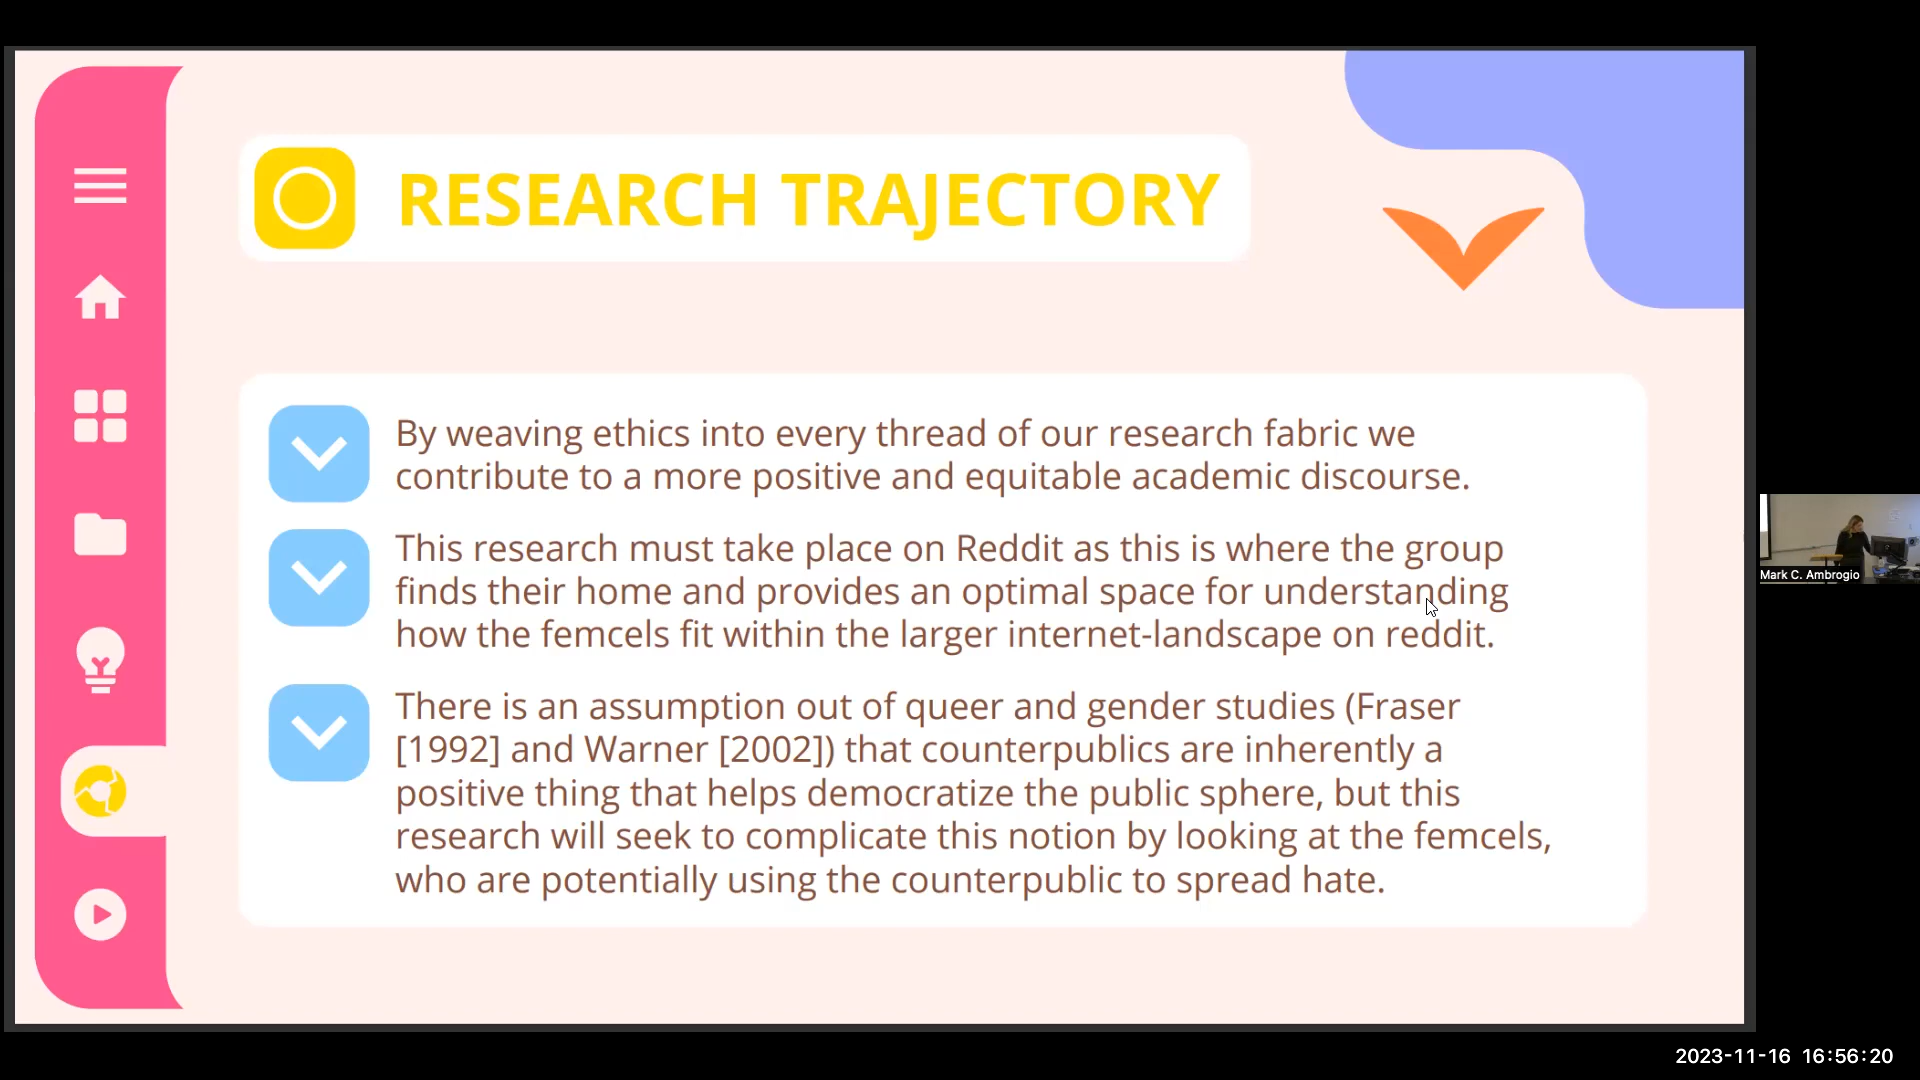 RESEARCH TRAJECTORY
By weaving ethics into every thread of our research fabric we
contribute to a more positive and equitable academic discourse.
This research must take place on Reddit as this is where the group
finds their home and provides an optimal space for understanding
how the femcels fit within the larger internet-landscape on reddit.
There is an assumption out of queer and gender studies (Fraser
[1992] and Warner [2002]) that counterpublics are inherently a
positive thing that helps democratize the public sphere, but this
research will seek to complicate this notion by looking at the femcels,
who are potentially using the counterpublic to spread hate.
Mark C. Ambrogio
2023-11-16 16:56:20